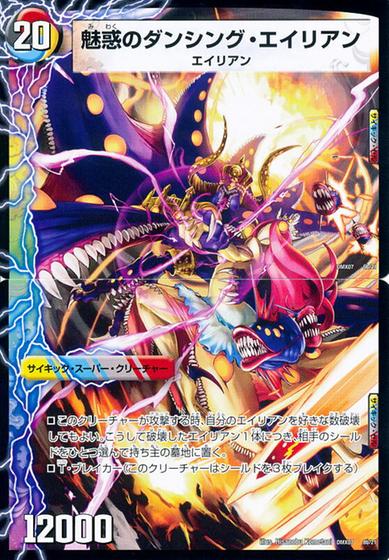 20
みわく
魅惑のダンシング・エイリアン
エイリアン
サイキック・スーパー・クリーチャー
■このクリーチャーが攻撃する時、自分のエイリアンを好きな数破壊
してもよい。こうして破壊したエイリアン1体につき、相手のシール
ドをひとつ選んで持ち主の墓地に置く。
■T・ブレイカー(このクリーチャーはシールドを3枚ブレイクする)
12000